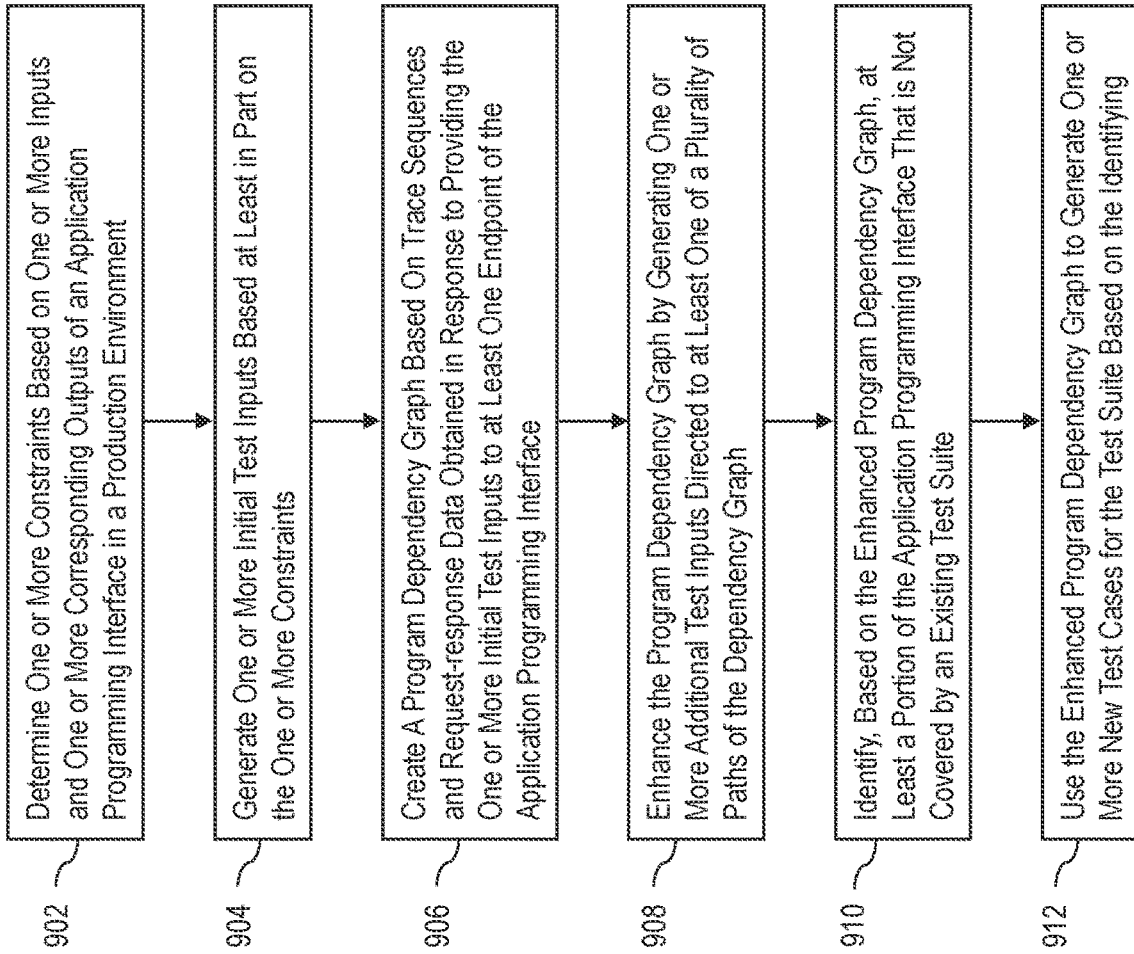 902
Determine One or More Constraints Based on One or More Inputs
and One or More Corresponding Outputs of an Application
Programming Interface in a Production Environment
904
Generate One or More Initial Test Inputs Based at Least in Part on
the One or More Constraints
906
Create A Program Dependency Graph Based On Trace Sequences
and Request-response Data Obtained in Response to Providing the
One or More Initial Test Inputs to at Least One Endpoint of the
Application Programming Interface
908
Enhance the Program Dependency Graph by Generating One or
More Additional Test Inputs Directed to at Least One of a Plurality of
Paths of the Dependency Graph
910
Identify, Based on the Enhanced Program Dependency Graph, at
Least a Portion of the Application Programming Interface That is Not
Covered by an Existing Test Suite
912
Use the Enhanced Program Dependency Graph to Generate One or
More New Test Cases for the Test Suite Based on the Identifying